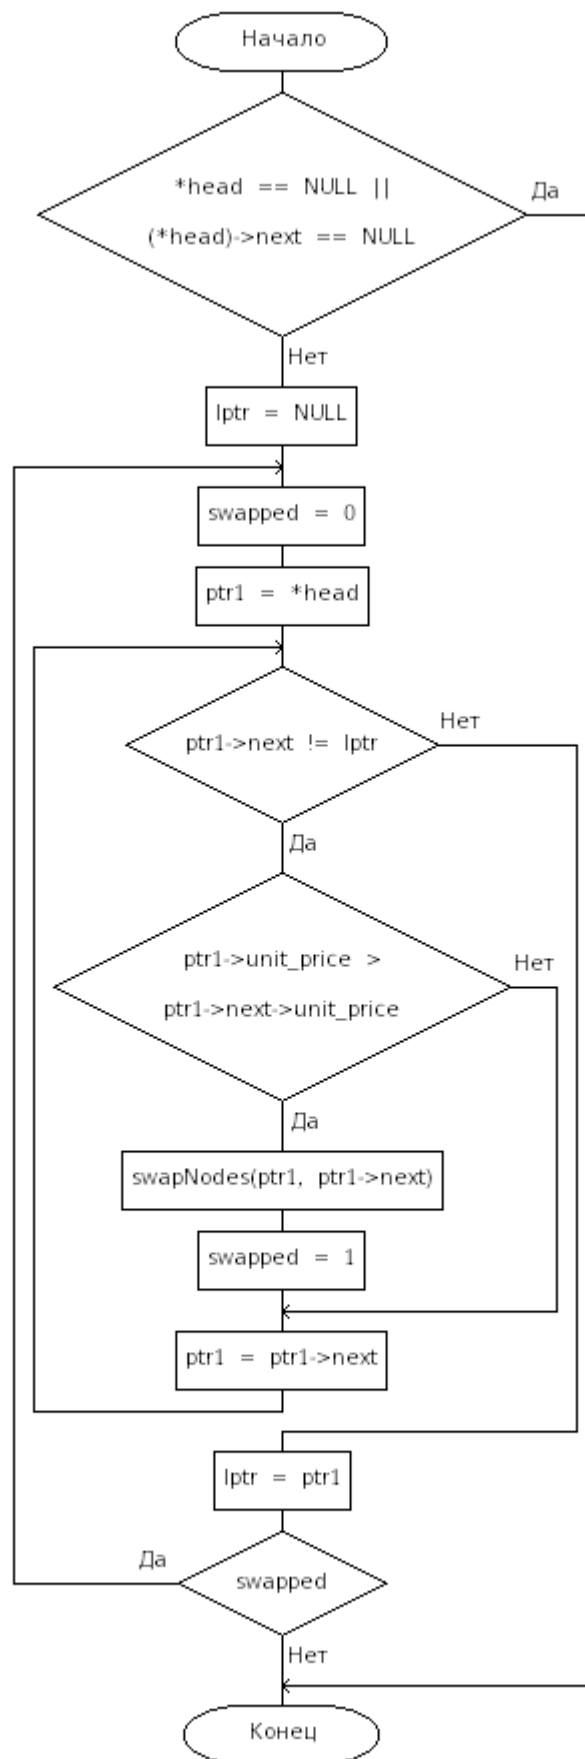 Начало
*head == NULL ||
(*head)->next == NULL
Да
Нет
lptr = NULL
swapped = 0
ptr1 = *head
ptr1->next != lptr
Нет
Да
ptr1->unit_price >
ptr1->next->unit_price
Нет
Да
swapNodes(ptr1, ptr1->next)
swapped = 1
ptr1 = ptr1->next
lptr = ptr1
Да
swapped
Нет
Конец